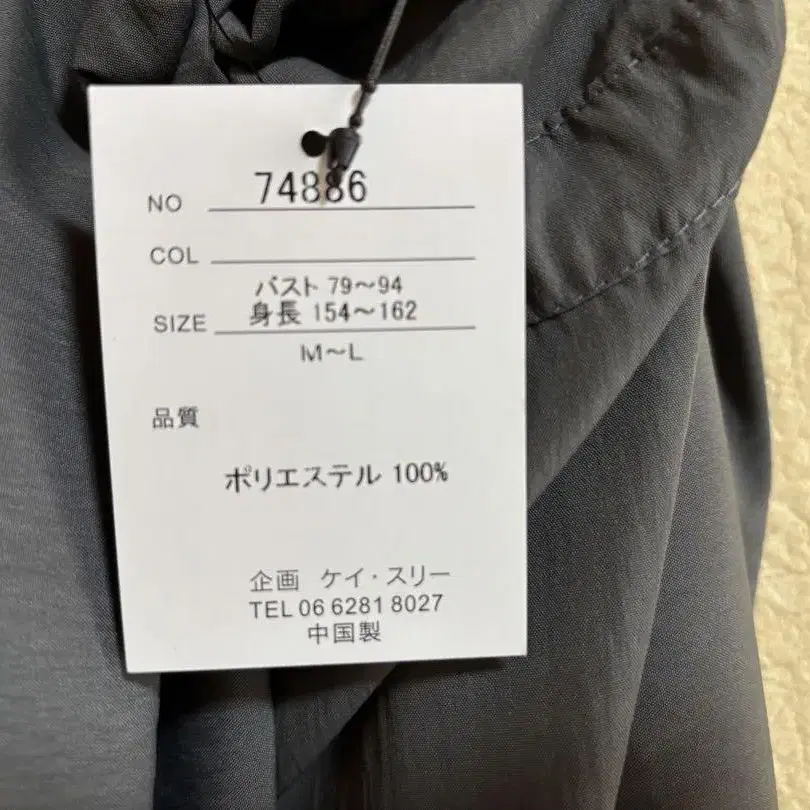 NO 74886
COL
バスト 79〜94
SIZE 身長 154〜162
M〜L
品質
ポリエステル 100%
企画 ケイ・スリー
TEL 06 6281 8027
中国製